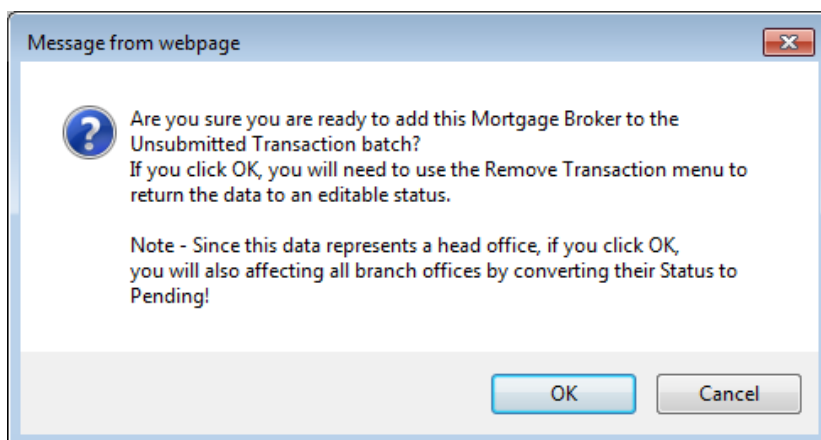 Message from webpage
Are you sure you are ready to add this Mortgage Broker to the
Unsubmitted Transaction batch?
If you click OK, you will need to use the Remove Transaction menu to
return the data to an editable status.
Note - Since this data represents a head office, if you click OK,
you will also affecting all branch offices by converting their Status to
Pending!
OK
Cancel